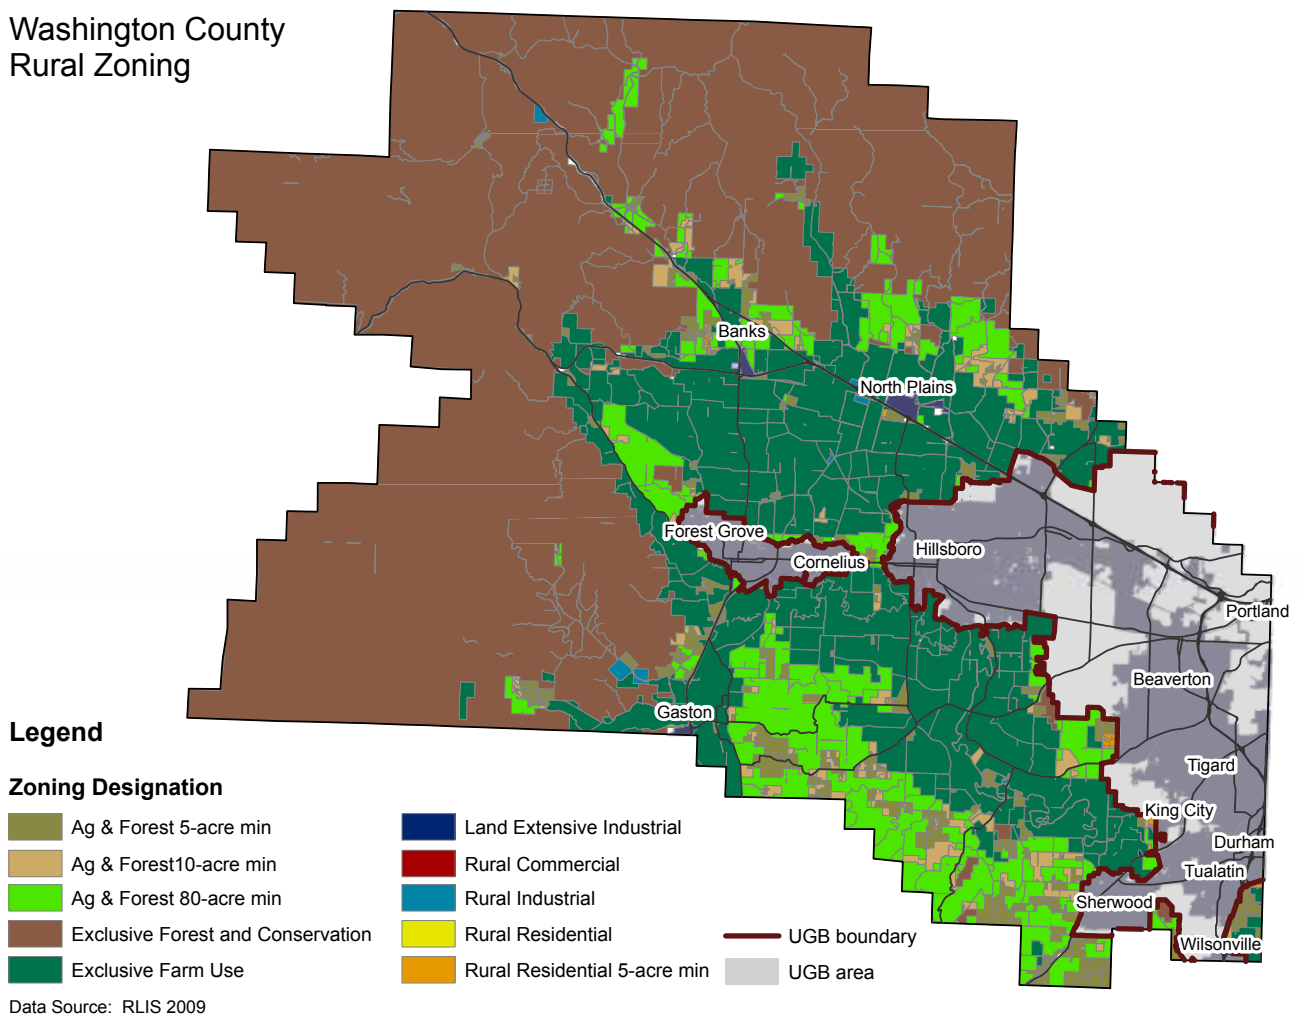 Washington County
Rural Zoning
Banks
North Plains
Forest Grove
Cornelius
Hillsboro
Portland
Beaverton
Gaston
Tigard
King City
Durham
Tualatin
Sherwood
Wilsonville
Legend
Zoning Designation
Ag & Forest 5-acre min
Ag & Forest10-acre min
Ag & Forest 80-acre min
Exclusive Forest and Conservation
Exclusive Farm Use
Land Extensive Industrial
Rural Commercial
Rural Industrial
Rural Residential
Rural Residential 5-acre min
UGB boundary
UGB area
Data Source: RLIS 2009